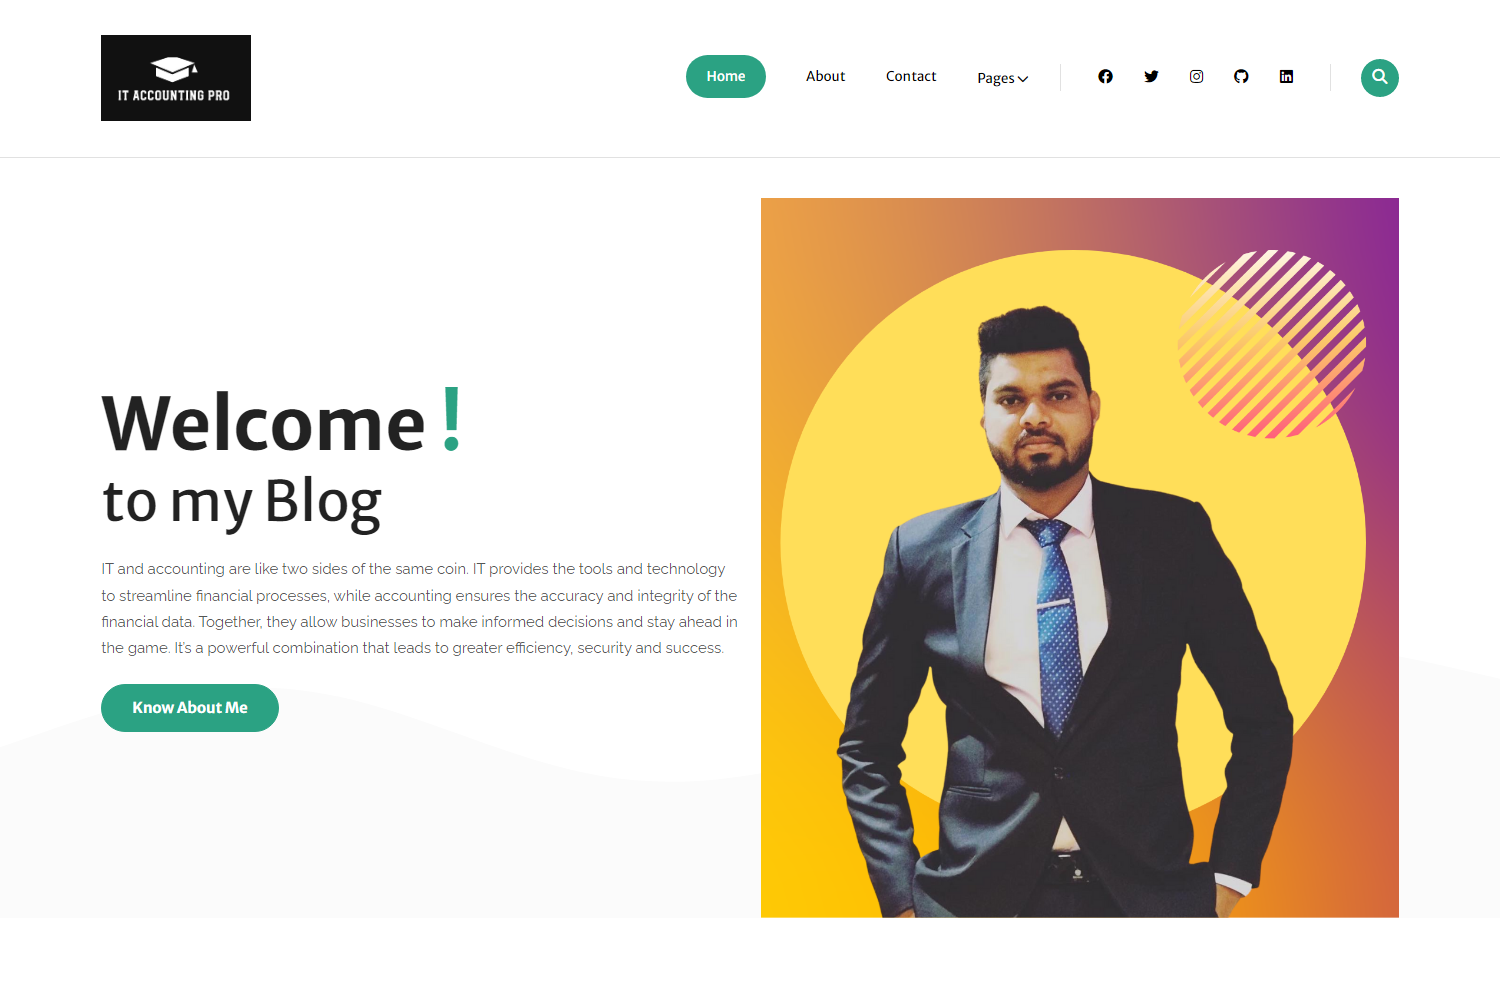 IT ACCOUNTING PRO
Home
About
Contact
Pages
Welcome!
to my Blog
IT and accounting are like two sides of the same coin. IT provides the tools and technology
to streamline financial processes, while accounting ensures the accuracy and integrity of the
financial data. Together, they allow businesses to make informed decisions and stay ahead in
the game. It's a powerful combination that leads to greater efficiency, security and success.
Know About Me